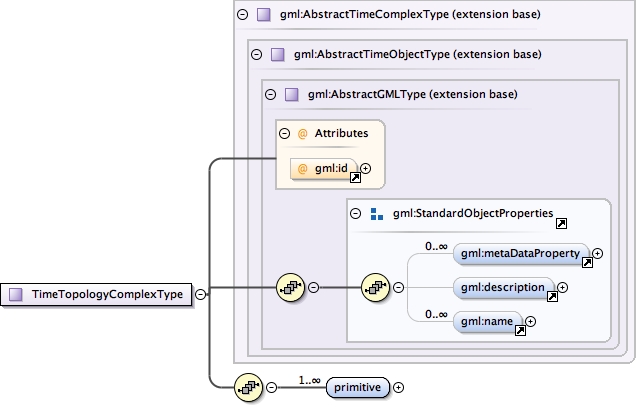 gml:AbstractTimeComplexType (extension base)
gml:AbstractTimeObjectType (extension base)
gml:AbstractGMLType (extension base)
@ Attributes
@ gml:id
gml:StandardObjectProperties
0..∞ gml:metaDataProperty
TimeTopologyComplexType
gml:description
0..∞ gml:name
1..∞ primitive